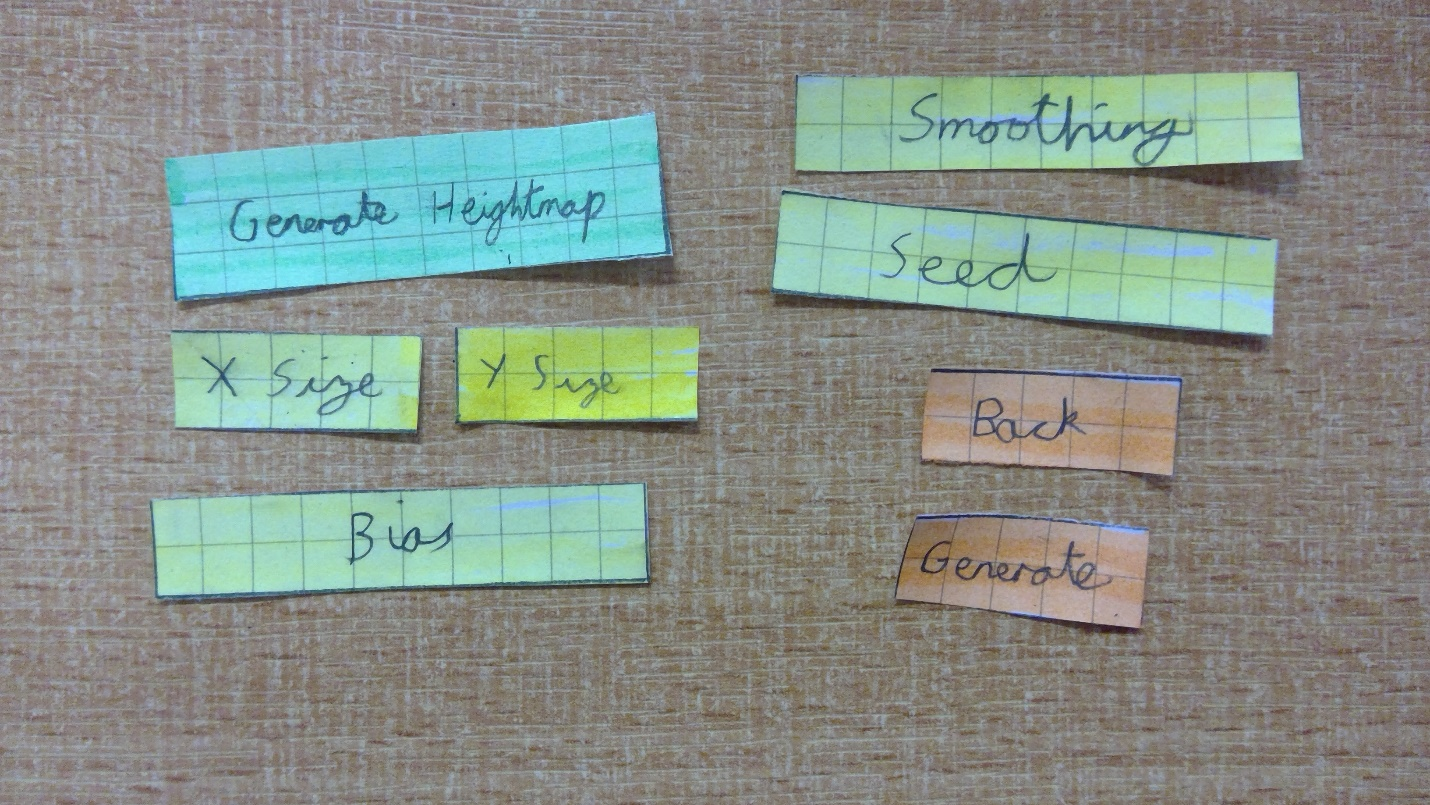 Generate Heightmap
X Size
Y Size
Bias
Smoothing
Seed
Back
Generate